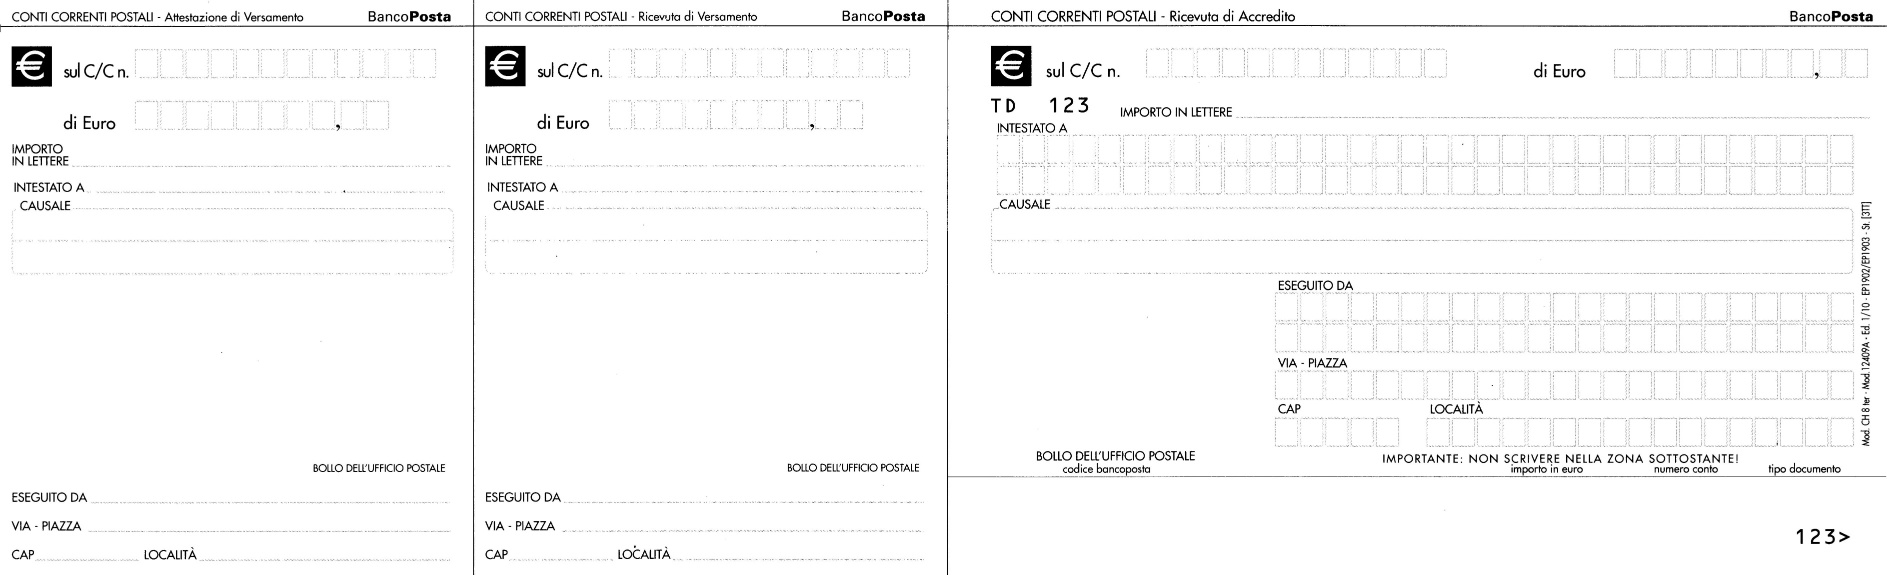 CONTI CORRENTI POSTALI - Attestazione di Versamento BancoPosta
€ sul C/C n.
di Euro ,
IMPORTO
IN LETTERE
INTESTATO A
CAUSALE
BOLLO DELL'UFFICIO POSTALE
ESEGUITO DA
VIA - PIAZZA
CAP LOCALITÀ
CONTI CORRENTI POSTALI - Ricevuta di Versamento BancoPosta
€ sul C/C n.
di Euro ,
IMPORTO
IN LETTERE
INTESTATO A
CAUSALE
BOLLO DELL'UFFICIO POSTALE
ESEGUITO DA
VIA - PIAZZA
CAP LOCALITÀ
CONTI CORRENTI POSTALI - Ricevuta di Accredito BancoPosta
€ sul C/C n. di Euro ,
TD 123 IMPORTO IN LETTERE
INTESTATO A
CAUSALE
ESEGUITO DA
VIA - PIAZZA
CAP LOCALITÀ
BOLLO DELL'UFFICIO POSTALE
codice bancoposta
IMPORTANTE: NON SCRIVERE NELLA ZONA SOTTOSTANTE!
importo in euro numero conto tipo documento
123>
Mod. CH 8 ter - Mod.12409A - Ed. 1/10 - EP1902/EP1903 - St. [3TT]